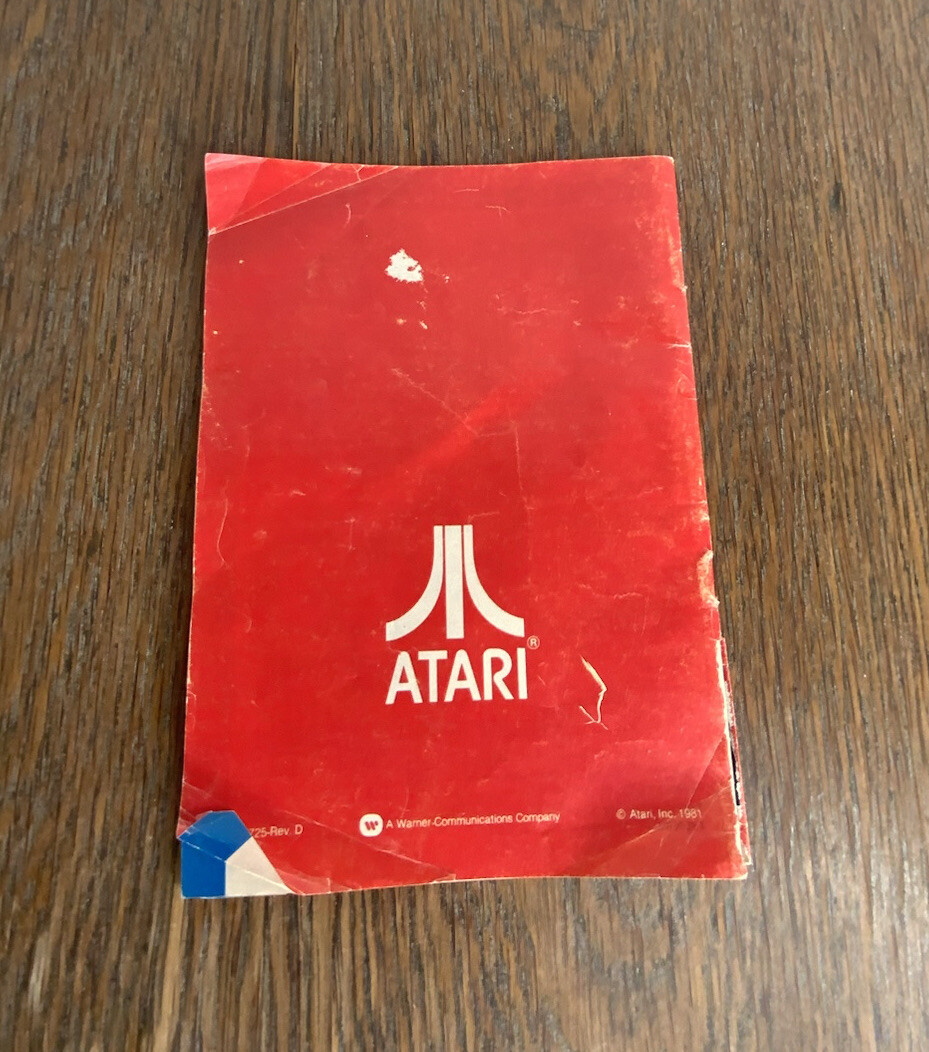 ATARI®
725-Rev. D
W A Warner Communications Company
© Atari, Inc. 1981